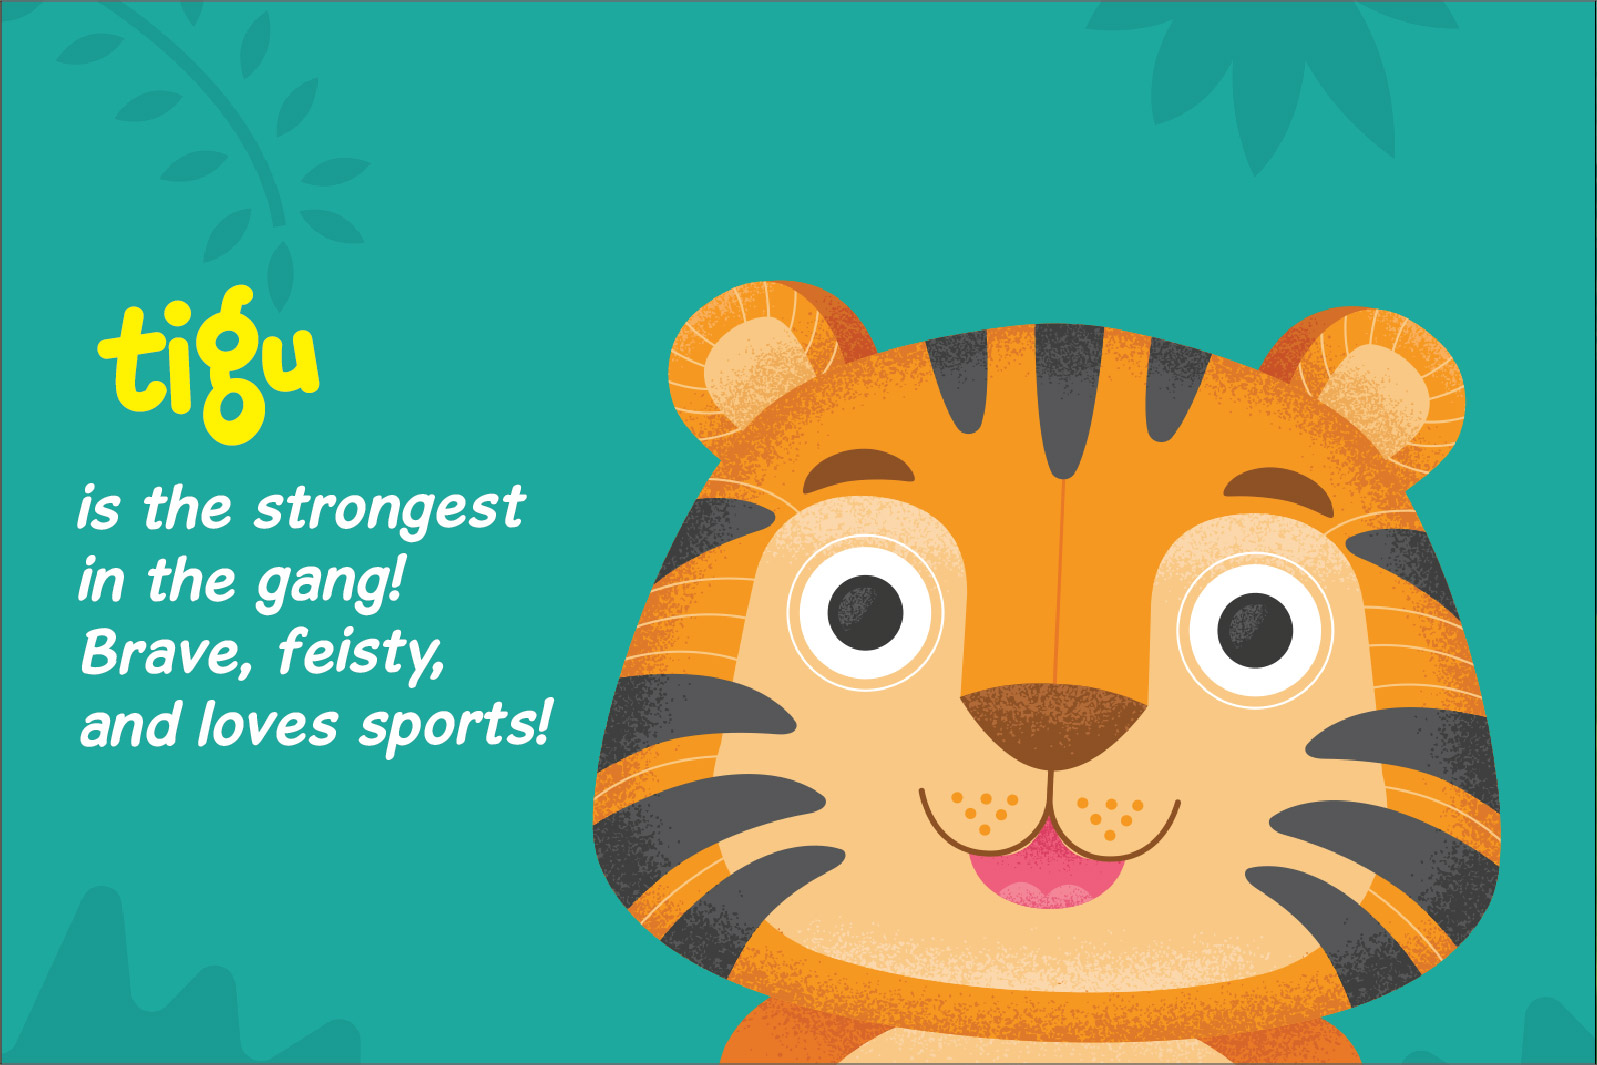 tigu
is the strongest
in the gang!
Brave, feisty,
and loves sports!